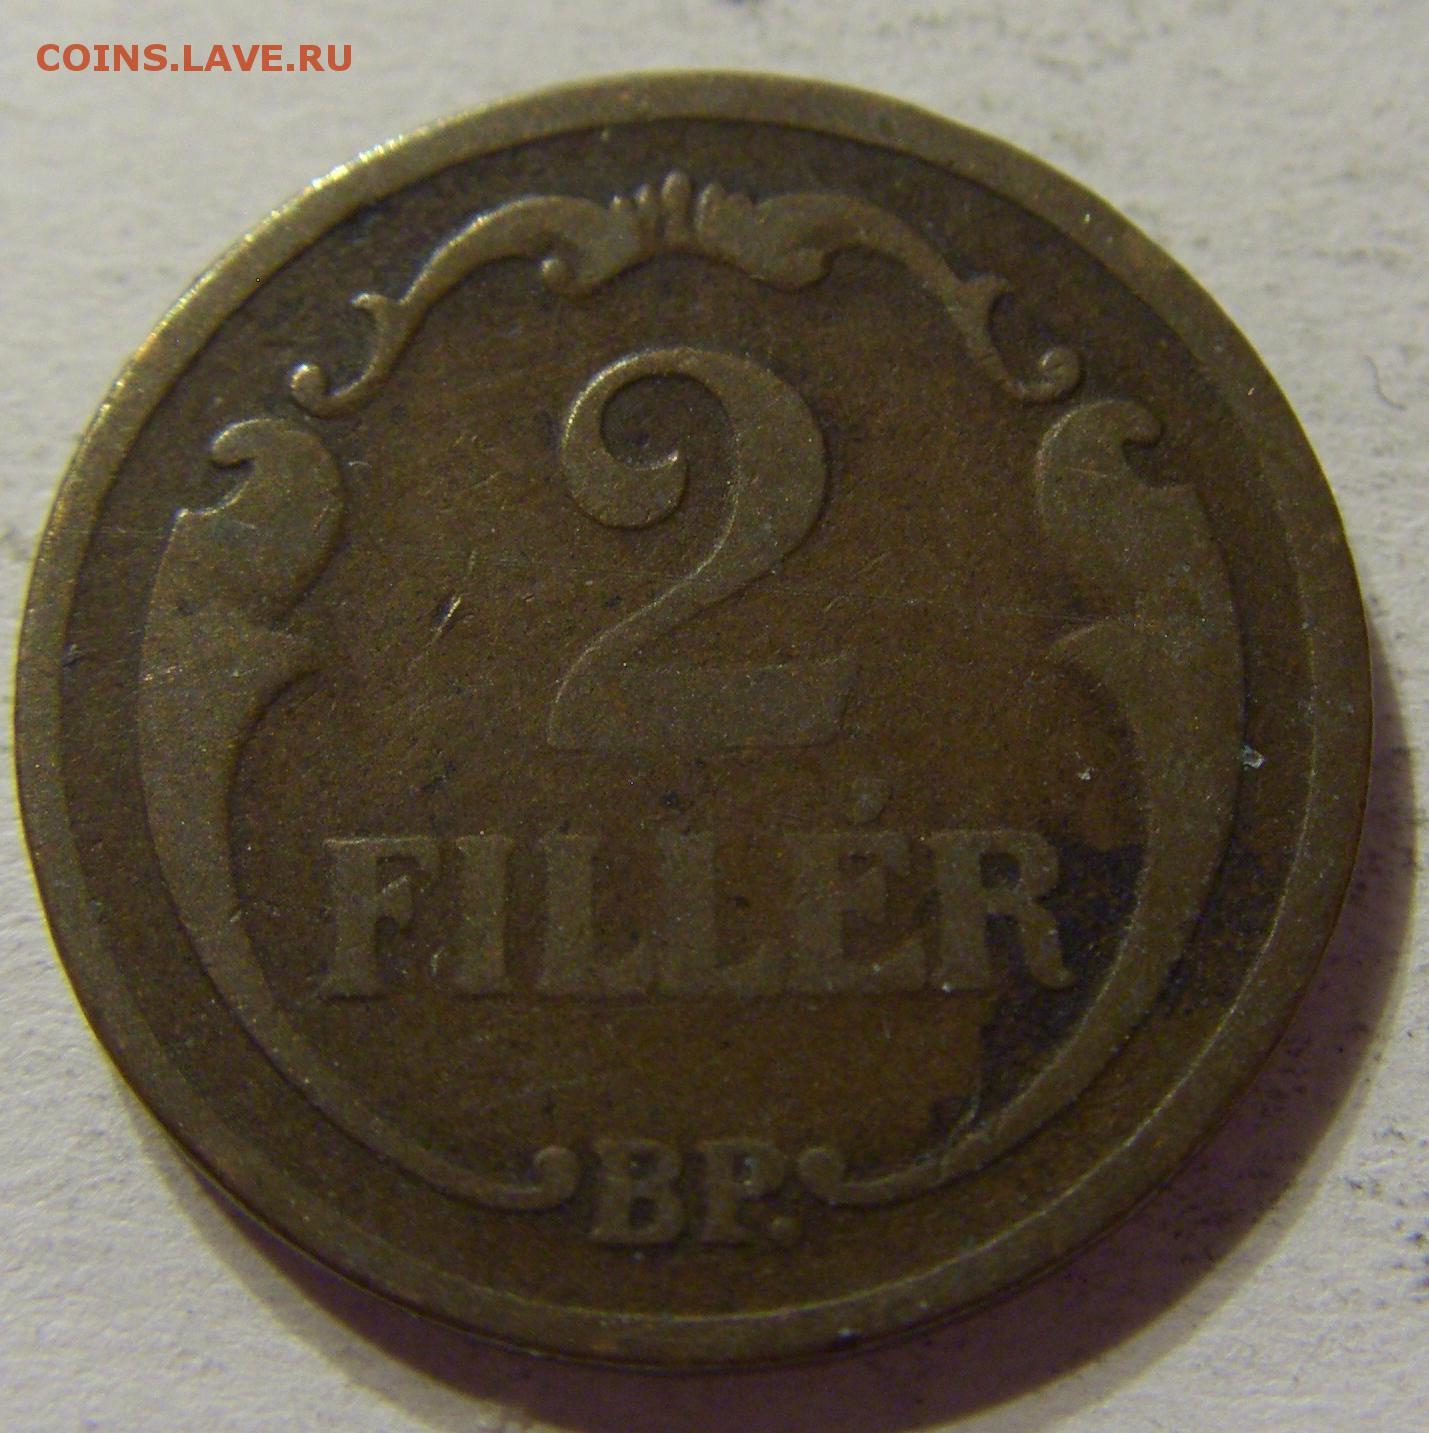 COINS.LAVE.RU
2
FILLÉR
BP.